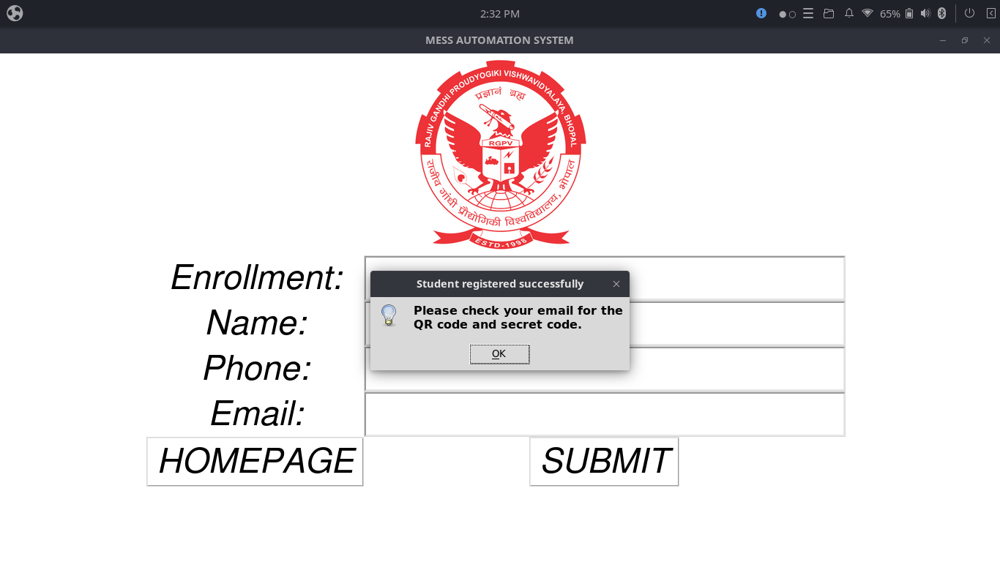 2:32 PM
65%
MESS AUTOMATION SYSTEM
RAJIV GANDHI PROUDYOGIKI VISHWAVIDYALAYA, BHOPAL
प्रज्ञानं ब्रह्म
RGPV
राजीव गांधी प्रौद्योगिकी विश्वविद्यालय, भोपाल
ESTD-1998
Enrollment:
Name:
Phone:
Email:
Student registered successfully
Please check your email for the
QR code and secret code.
OK
HOMEPAGE
SUBMIT